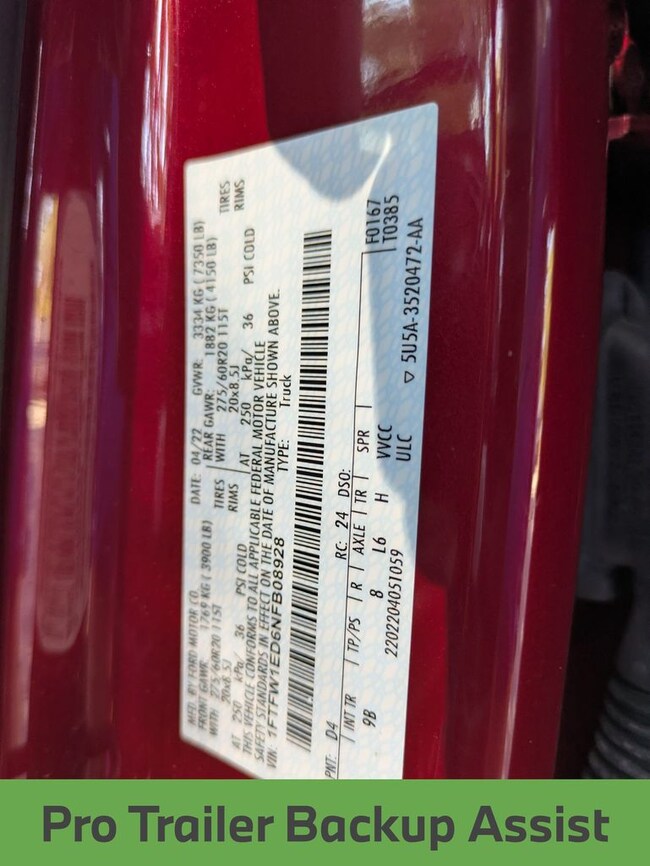 MFD. BY FORD MOTOR CO.
DATE: 04/22 GVWR: 3334 KG ( 7350 LB)
FRONT GAWR: 1769 KG ( 3900 LB)
REAR GAWR: 1882 KG ( 4150 LB)
WITH 275/60R20 115T TIRES
WITH 275/60R20 115T TIRES
20x8.5J RIMS
20x8.5J RIMS
AT 250 kPa/ 36 PSI COLD
AT 250 kPa/ 36 PSI COLD
THIS VEHICLE CONFORMS TO ALL APPLICABLE FEDERAL MOTOR VEHICLE
SAFETY STANDARDS IN EFFECT ON THE DATE OF MANUFACTURE SHOWN ABOVE.
VIN: 1FTFW1ED6NFB08928 TYPE: Truck
F0167
T0385
PNT: D4 RC: 24 DSO:
INT TR TP/PS R AXLE TR SPR
9B 8 L6 H VVCC
ULC
2202204051059
▽ 5U5A-3520472-AA
Pro Trailer Backup Assist